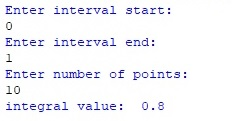 Enter interval start:
0
Enter interval end:
1
Enter number of points:
10
integral value:  0.8